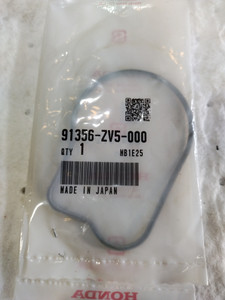 91356-ZV5-000
QTY 1 NB1E25
MADE IN JAPAN
HONDA